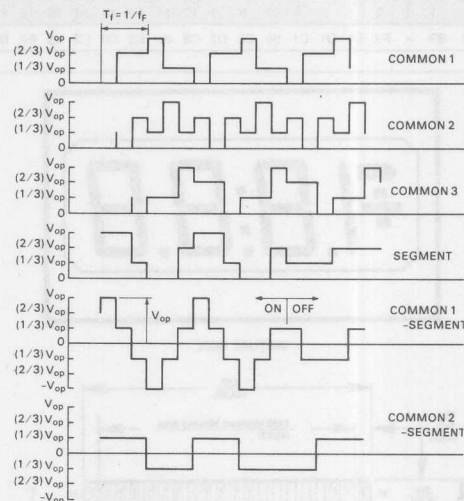 Tf = 1/fF
Vop
(2/3) Vop
(1/3) Vop
0
COMMON 1
Vop
(2/3) Vop
(1/3) Vop
0
COMMON 2
Vop
(2/3) Vop
(1/3) Vop
0
COMMON 3
Vop
(2/3) Vop
(1/3) Vop
0
SEGMENT
Vop
(2/3) Vop
(1/3) Vop
0
(1/3) Vop
(2/3) Vop
-Vop
Vop
ON OFF
COMMON 1
-SEGMENT
Vop
(2/3) Vop
(1/3) Vop
0
(1/3) Vop
(2/3) Vop
-Vop
COMMON 2
-SEGMENT